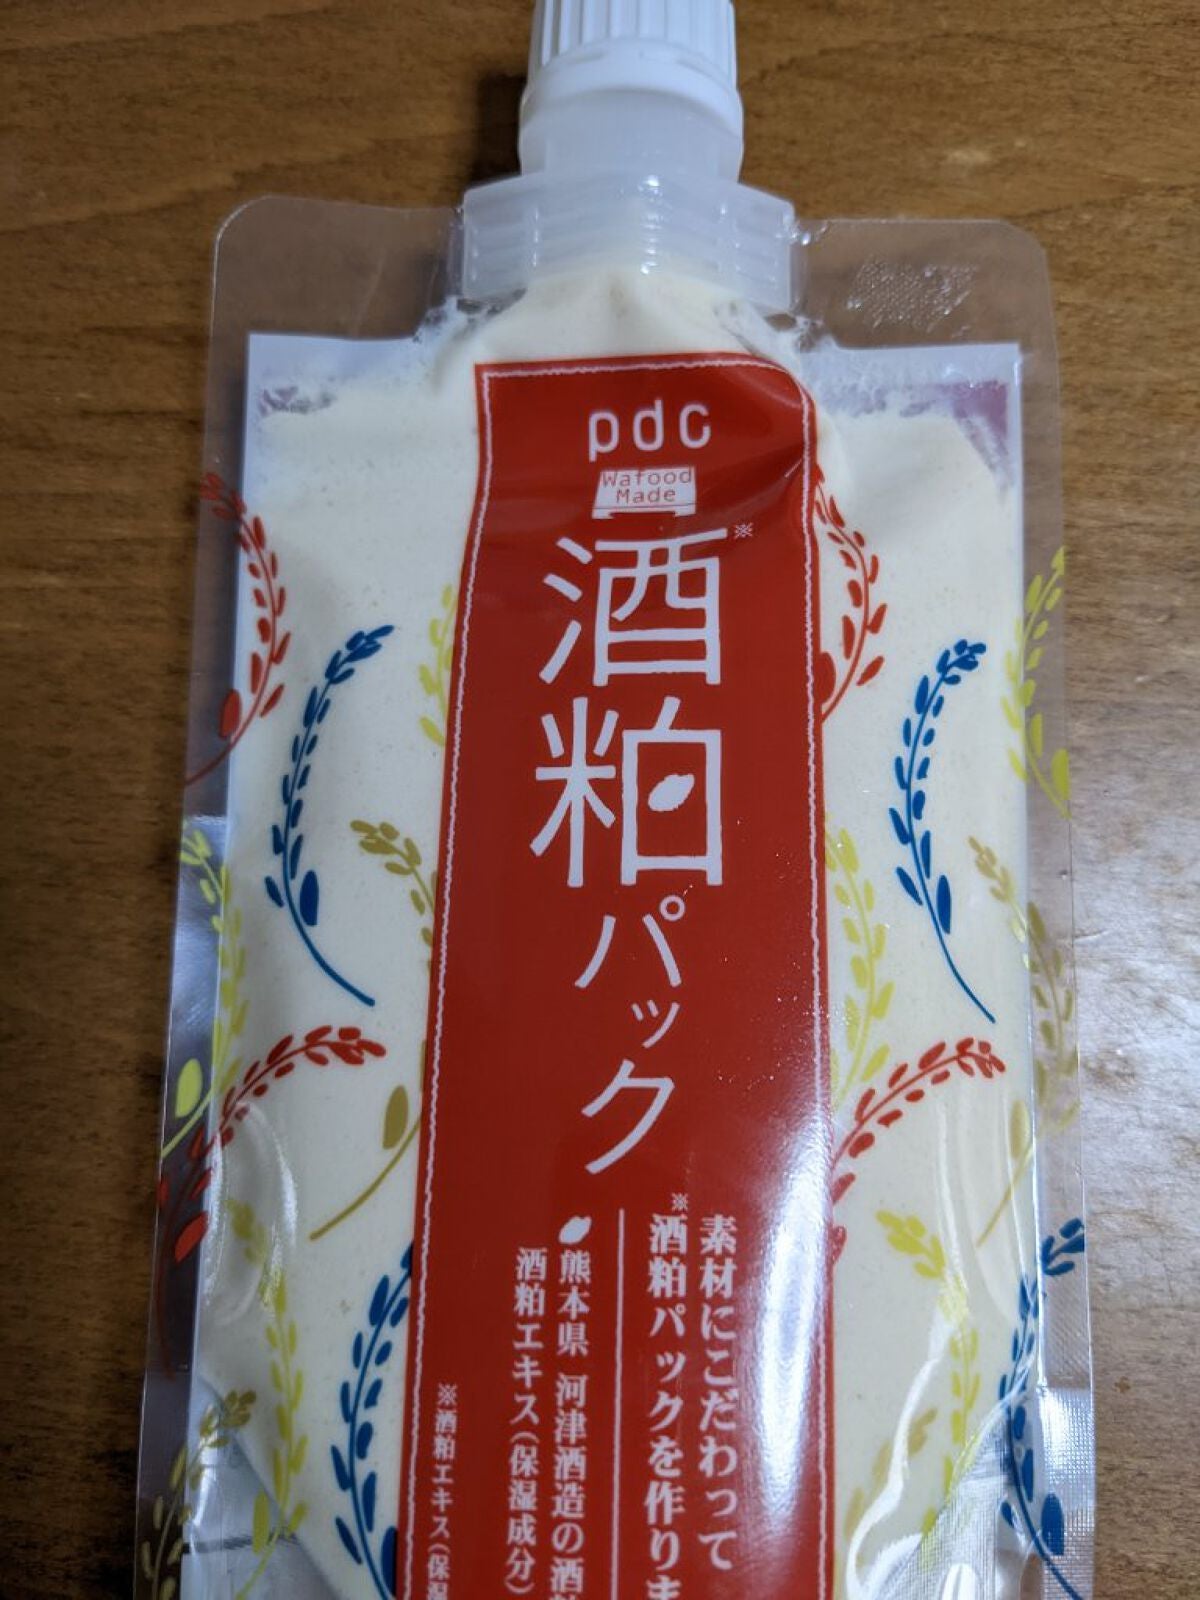 pdc
Wafood
Made
酒粕※
パック
素材にこだわって
※酒粕パックを作りま
熊本県 河津酒造の酒
酒粕エキス(保湿成分)
※酒粕エキス(保湿